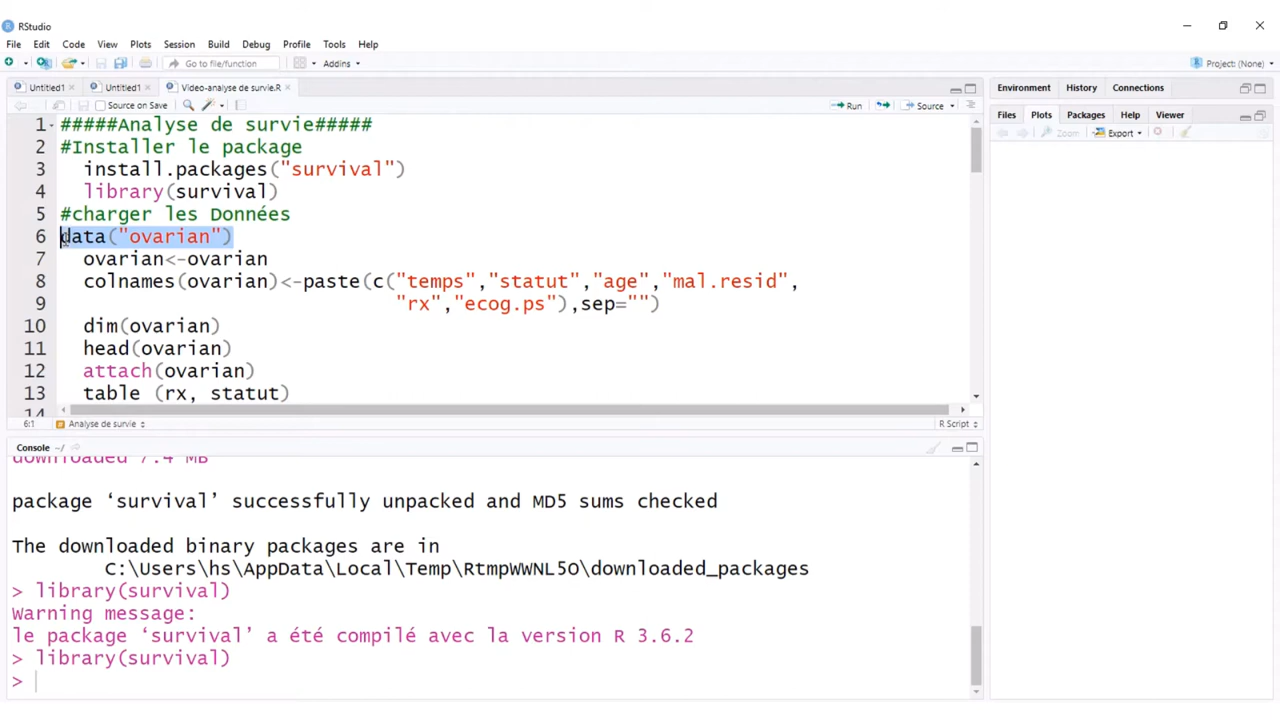 RStudio
File Edit Code View Plots Session Build Debug Profile Tools Help
Go to file/function Addins Project: (None)
Untitled1 Untitled1 Video-analyse de survie.R
Source on Save Run Source
1 #####Analyse de survie#####
2 #Installer le package
3 install.packages("survival")
4 library(survival)
5 #charger les Données
6 data("ovarian")
7 ovarian<-ovarian
8 colnames(ovarian)<-paste(c("temps","statut","age","mal.resid",
9 "rx","ecog.ps"),sep="")
10 dim(ovarian)
11 head(ovarian)
12 attach(ovarian)
13 table (rx, statut)
14
6:1 Analyse de survie R Script
Console ~/
downloaded 7.4 MB
package ‘survival’ successfully unpacked and MD5 sums checked
The downloaded binary packages are in
C:\Users\hs\AppData\Local\Temp\RtmpWWNL5O\downloaded_packages
> library(survival)
Warning message:
le package ‘survival’ a été compilé avec la version R 3.6.2
> library(survival)
>
Environment History Connections
Files Plots Packages Help Viewer
Zoom Export